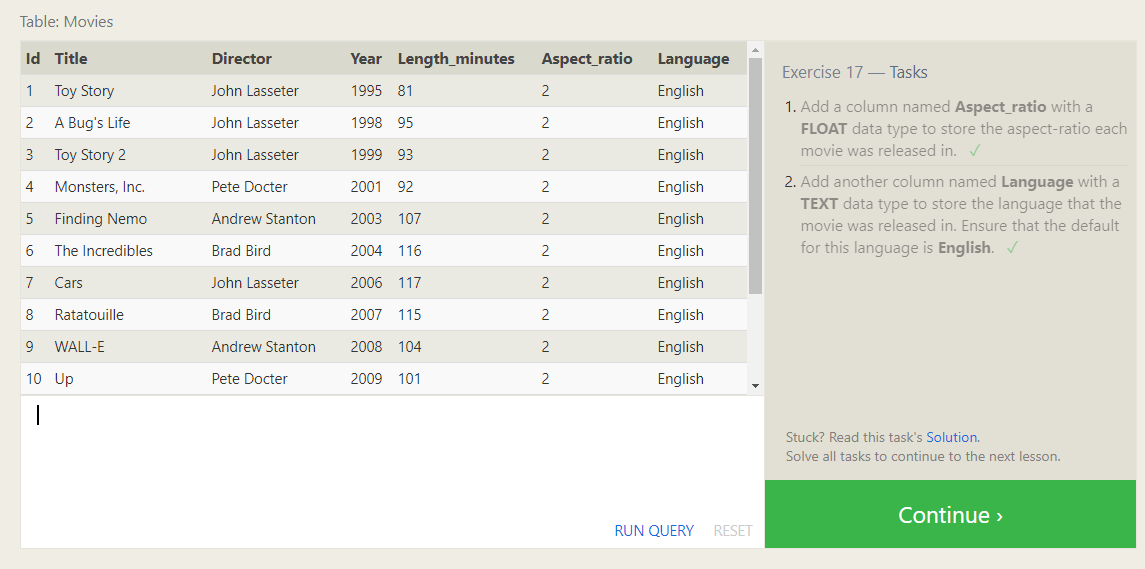 Table: Movies
Id Title Director Year Length_minutes Aspect_ratio Language
1 Toy Story John Lasseter 1995 81 2 English
2 A Bug's Life John Lasseter 1998 95 2 English
3 Toy Story 2 John Lasseter 1999 93 2 English
4 Monsters, Inc. Pete Docter 2001 92 2 English
5 Finding Nemo Andrew Stanton 2003 107 2 English
6 The Incredibles Brad Bird 2004 116 2 English
7 Cars John Lasseter 2006 117 2 English
8 Ratatouille Brad Bird 2007 115 2 English
9 WALL-E Andrew Stanton 2008 104 2 English
10 Up Pete Docter 2009 101 2 English
RUN QUERY RESET
Exercise 17 — Tasks
1. Add a column named Aspect_ratio with a
FLOAT data type to store the aspect-ratio each
movie was released in. ✓
2. Add another column named Language with a
TEXT data type to store the language that the
movie was released in. Ensure that the default
for this language is English. ✓
Stuck? Read this task's Solution.
Solve all tasks to continue to the next lesson.
Continue ›